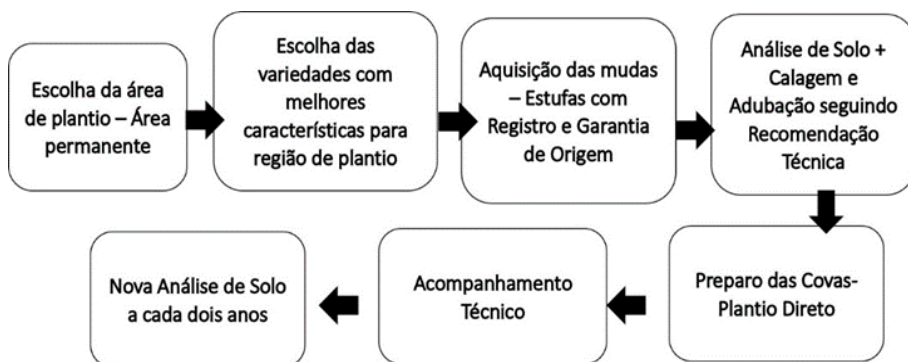 Escolha da área
de plantio – Área
permanente
Escolha das
variedades com
melhores
características para
região de plantio
Aquisição das mudas
– Estufas com
Registro e Garantia
de Origem
Análise de Solo +
Calagem e
Adubação seguindo
Recomendação
Técnica
Preparo das Covas-
Plantio Direto
Acompanhamento
Técnico
Nova Análise de Solo
a cada dois anos